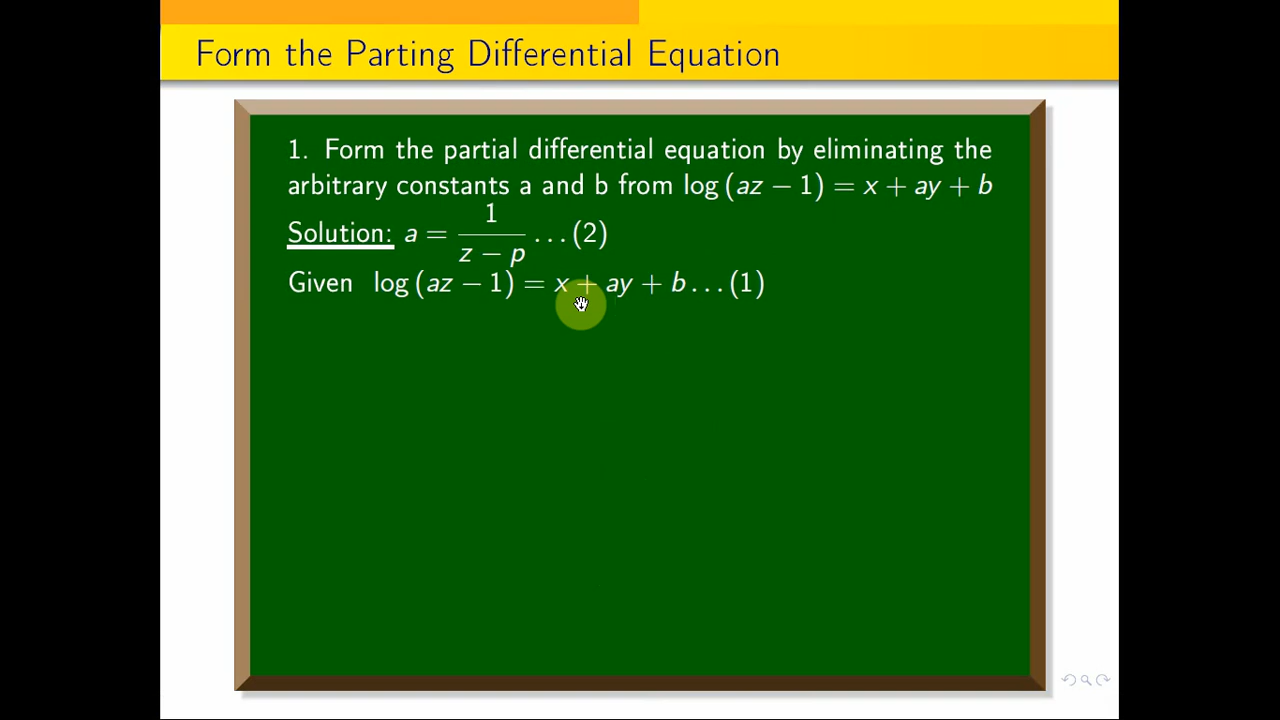 Form the Parting Differential Equation
1. Form the partial differential equation by eliminating the
arbitrary constants a and b from log (az − 1) = x + ay + b
Solution: a = 1/(z − p) ...(2)
Given log (az − 1) = x + ay + b...(1)